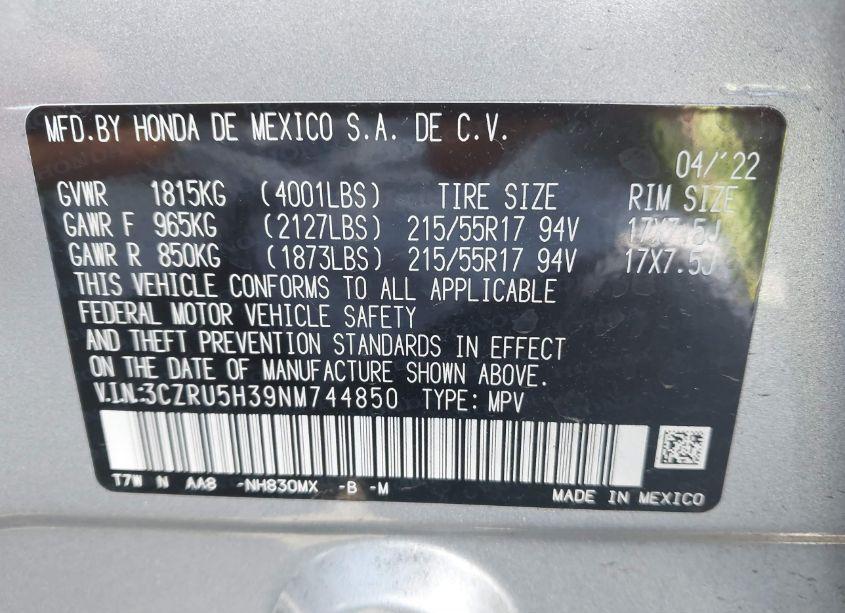 MFD.BY HONDA DE MEXICO S.A. DE C.V.
04/'22
GVWR 1815KG (4001LBS) TIRE SIZE RIM SIZE
GAWR F 965KG (2127LBS) 215/55R17 94V 17X7.5J
GAWR R 850KG (1873LBS) 215/55R17 94V 17X7.5J
THIS VEHICLE CONFORMS TO ALL APPLICABLE
FEDERAL MOTOR VEHICLE SAFETY
AND THEFT PREVENTION STANDARDS IN EFFECT
ON THE DATE OF MANUFACTURE SHOWN ABOVE.
V.I.N.:3CZRU5H39NM744850 TYPE: MPV
T7W N AA8 -NH830MX -B -M
MADE IN MEXICO